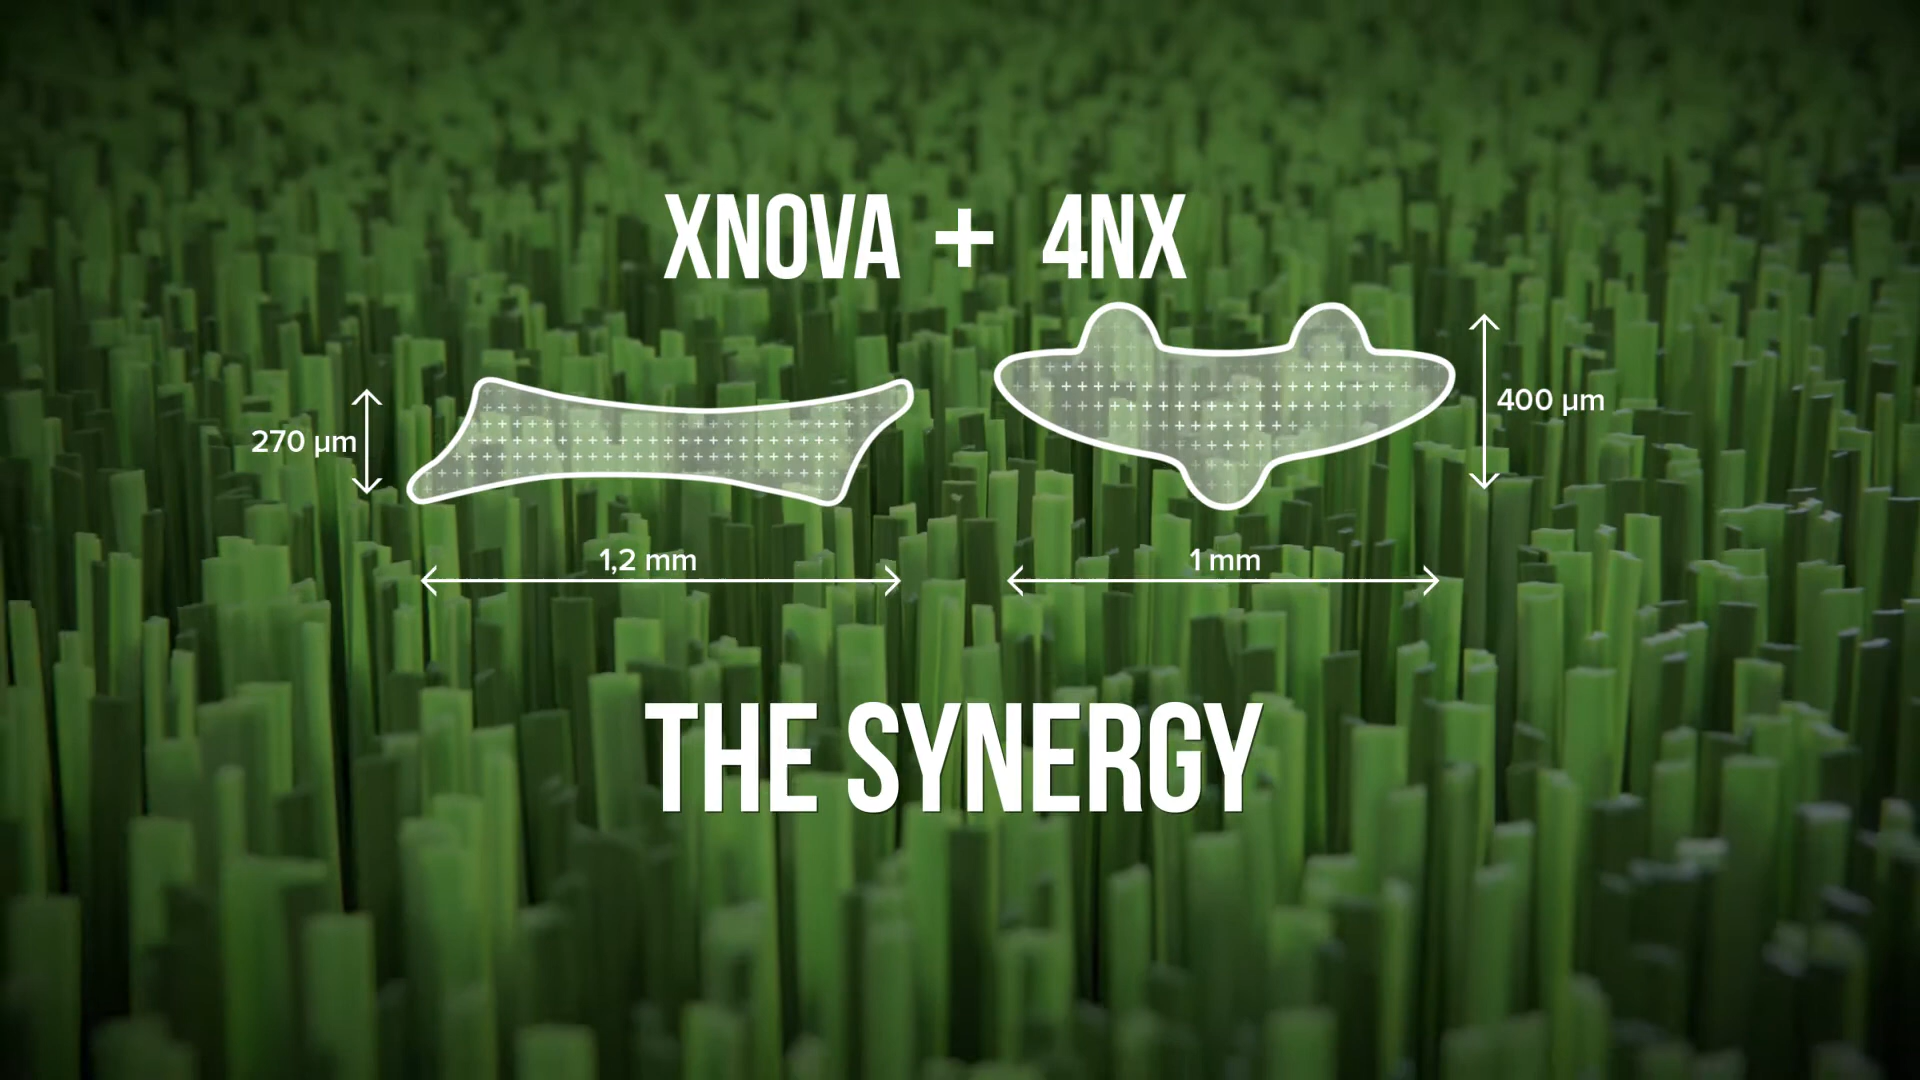 XNOVA + 4NX
400 µm
270 µm
1,2 mm
1 mm
THE SYNERGY